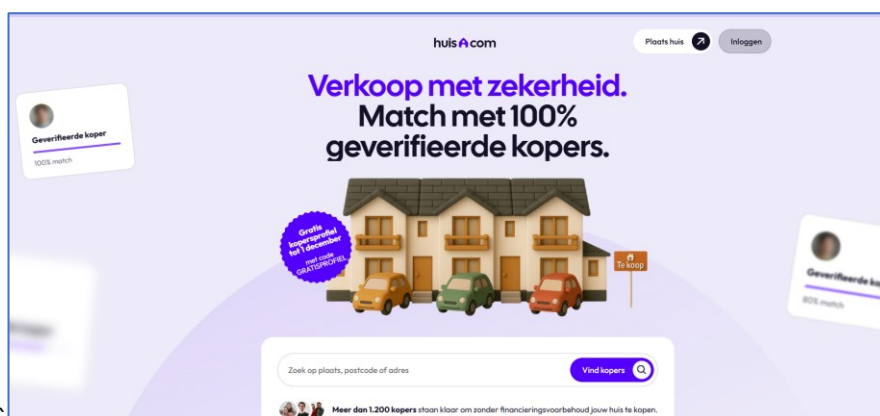 huis com
Plaats huis
Inloggen
Verkoop met zekerheid.
Match met 100%
geverifieerde kopers.
Geverifieerde koper
100% match
Gratis
kopersprofiel
tot 1 december
met code
GRATISPROFIEL
Te koop
Geverifieerde ko
80% match
Zoek op plaats, postcode of adres
Vind kopers
Meer dan 1.200 kopers staan klaar om zonder financieringsvoorbehoud jouw huis te kopen.